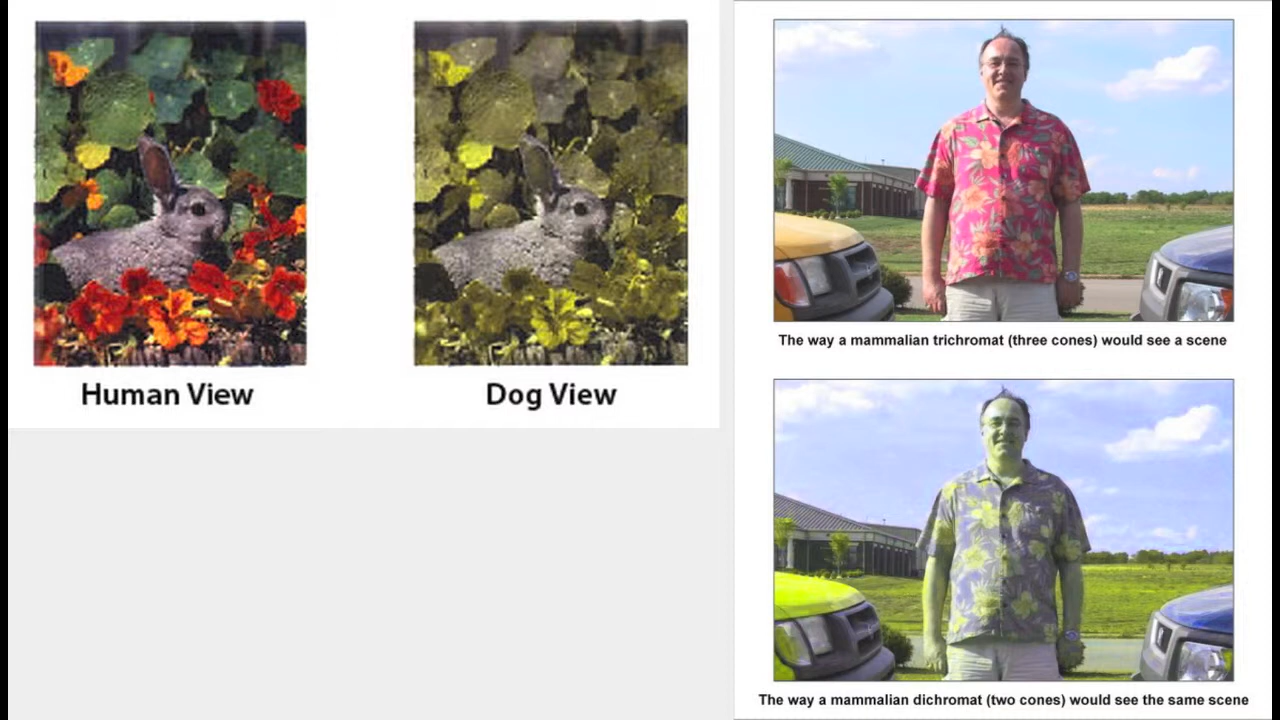 Human View
Dog View
The way a mammalian trichromat (three cones) would see a scene
The way a mammalian dichromat (two cones) would see the same scene